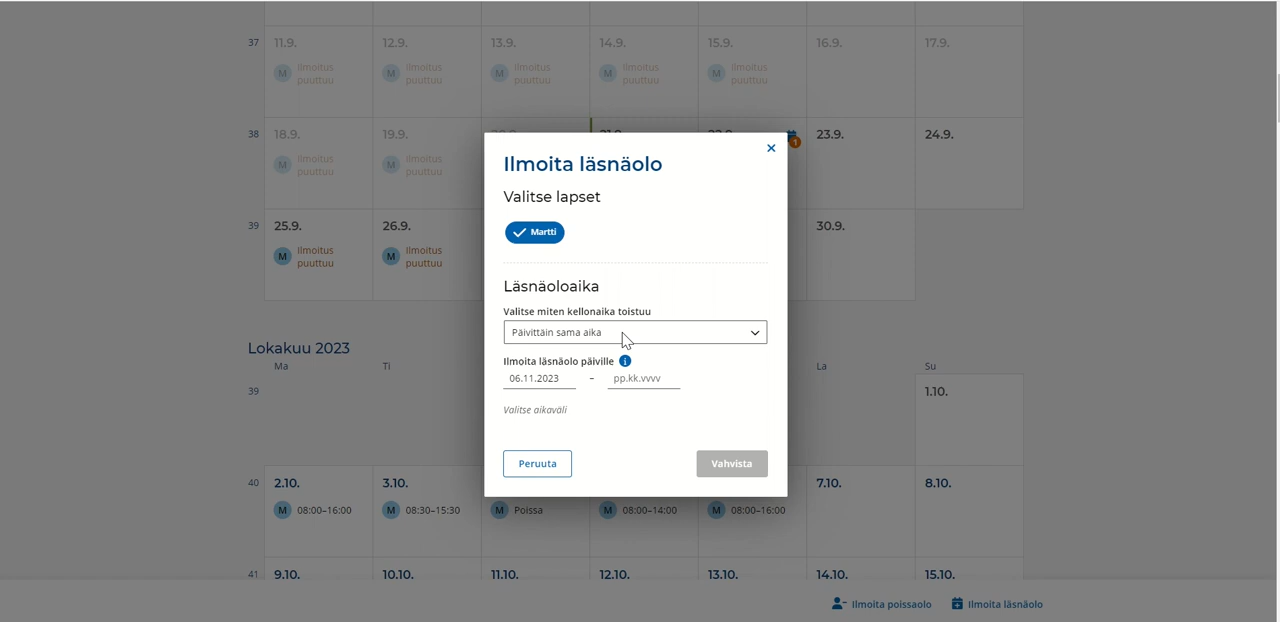 37 11.9. 12.9. 13.9. 14.9. 15.9. 16.9. 17.9.
M Ilmoitus puuttuu M Ilmoitus puuttuu M Ilmoitus puuttuu M Ilmoitus puuttuu M Ilmoitus puuttuu
38 18.9. 19.9. 23.9. 24.9.
1
M Ilmoitus puuttuu M Ilmoitus puuttuu
39 25.9. 26.9. 30.9.
M Ilmoitus puuttuu M Ilmoitus puuttuu
Ilmoita läsnäolo
Valitse lapset
Martti
Läsnäoloaika
Valitse miten kellonaika toistuu
Päivittäin sama aika
Ilmoita läsnäolo päiville i
06.11.2023 – pp.kk.vvvv
Valitse aikaväli
Peruuta Vahvista
Lokakuu 2023
Ma Ti La Su
39 1.10.
40 2.10. 3.10. 7.10. 8.10.
M 08:00–16:00 M 08:30–15:30 M Poissa M 08:00–14:00 M 08:00–16:00
41 9.10. 10.10. 11.10. 12.10. 13.10. 14.10. 15.10.
Ilmoita poissaolo Ilmoita läsnäolo